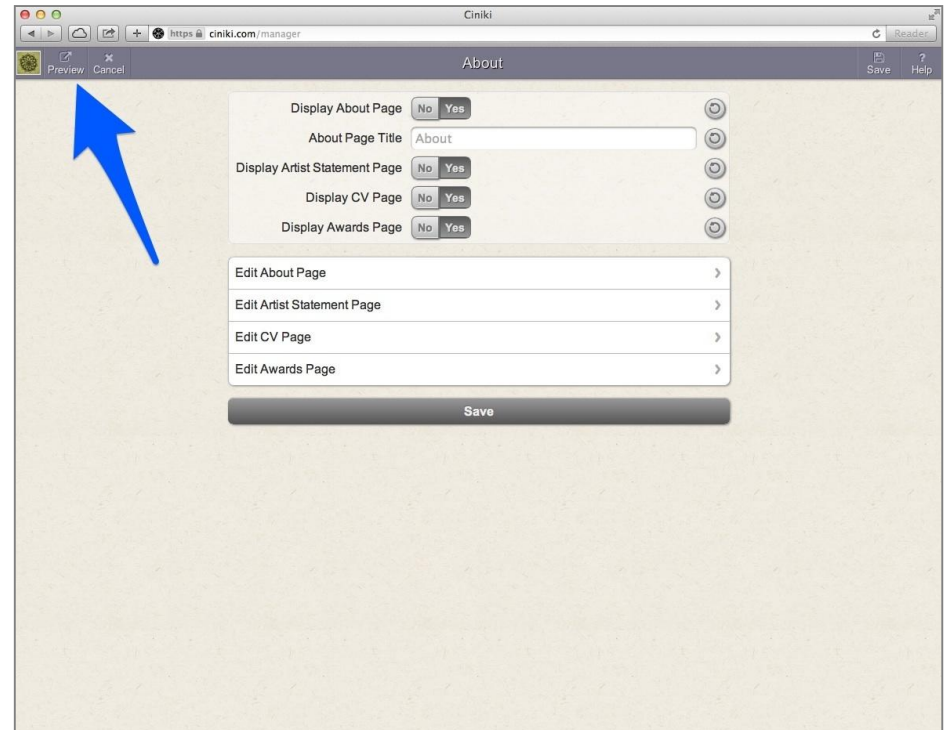 Ciniki
https ciniki.com/manager Reader
Preview Cancel About Save ? Help
Display About Page No Yes
About Page Title About
Display Artist Statement Page No Yes
Display CV Page No Yes
Display Awards Page No Yes
Edit About Page
Edit Artist Statement Page
Edit CV Page
Edit Awards Page
Save